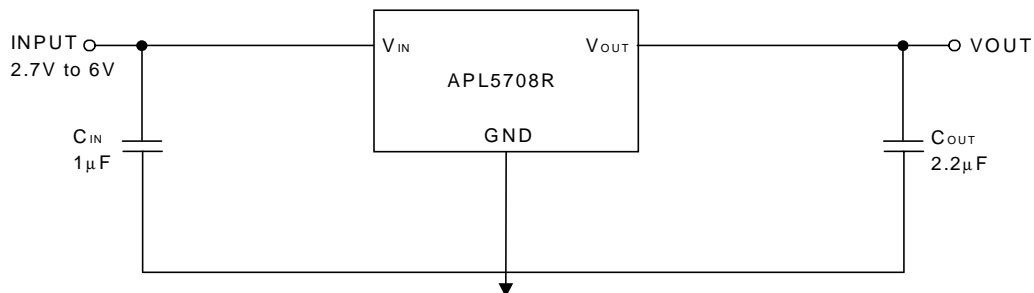 INPUT
2.7V to 6V
VIN
VOUT
APL5708R
GND
VOUT
CIN
1µF
COUT
2.2µF